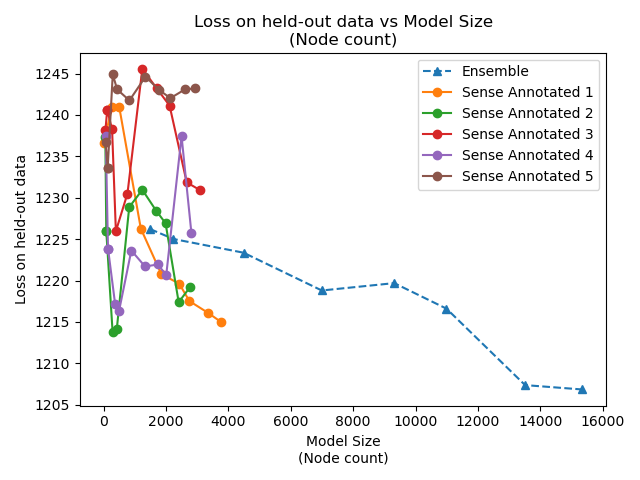 Loss on held-out data vs Model Size
(Node count)
Loss on held-out data
1245
1240
1235
1230
1225
1220
1215
1210
1205
Ensemble
Sense Annotated 1
Sense Annotated 2
Sense Annotated 3
Sense Annotated 4
Sense Annotated 5
0 2000 4000 6000 8000 10000 12000 14000 16000
Model Size
(Node count)